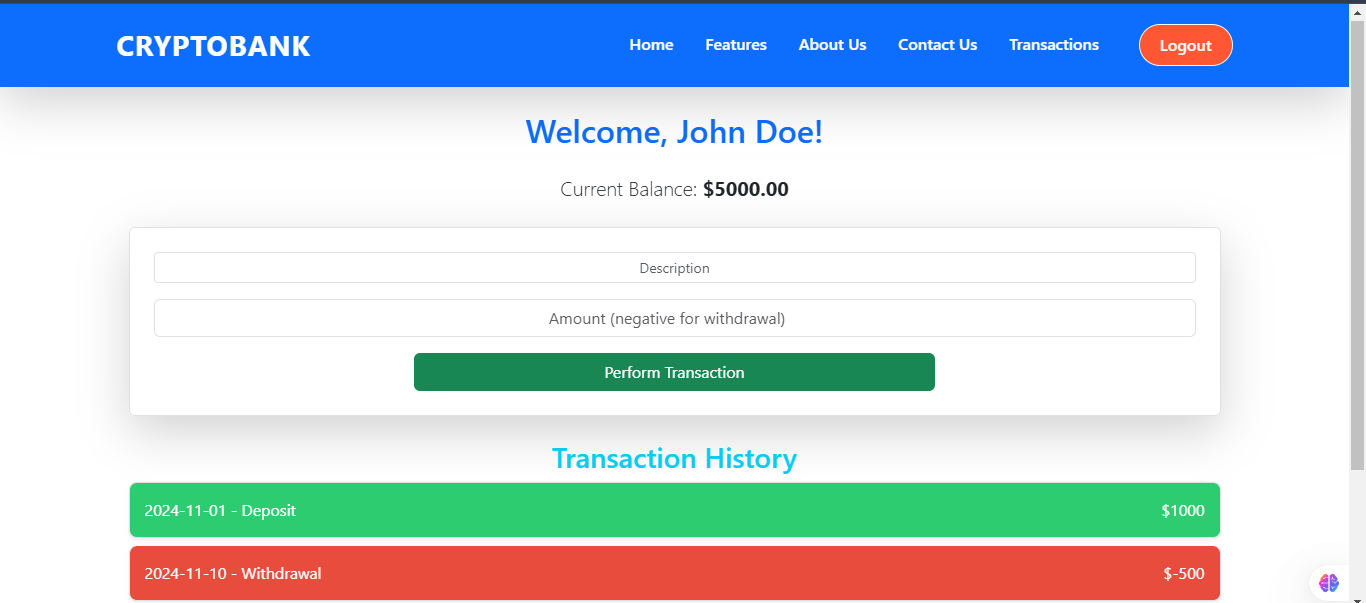 CRYPTOBANK
Home Features About Us Contact Us Transactions Logout
Welcome, John Doe!
Current Balance: $5000.00
Description
Amount (negative for withdrawal)
Perform Transaction
Transaction History
2024-11-01 - Deposit $1000
2024-11-10 - Withdrawal $-500